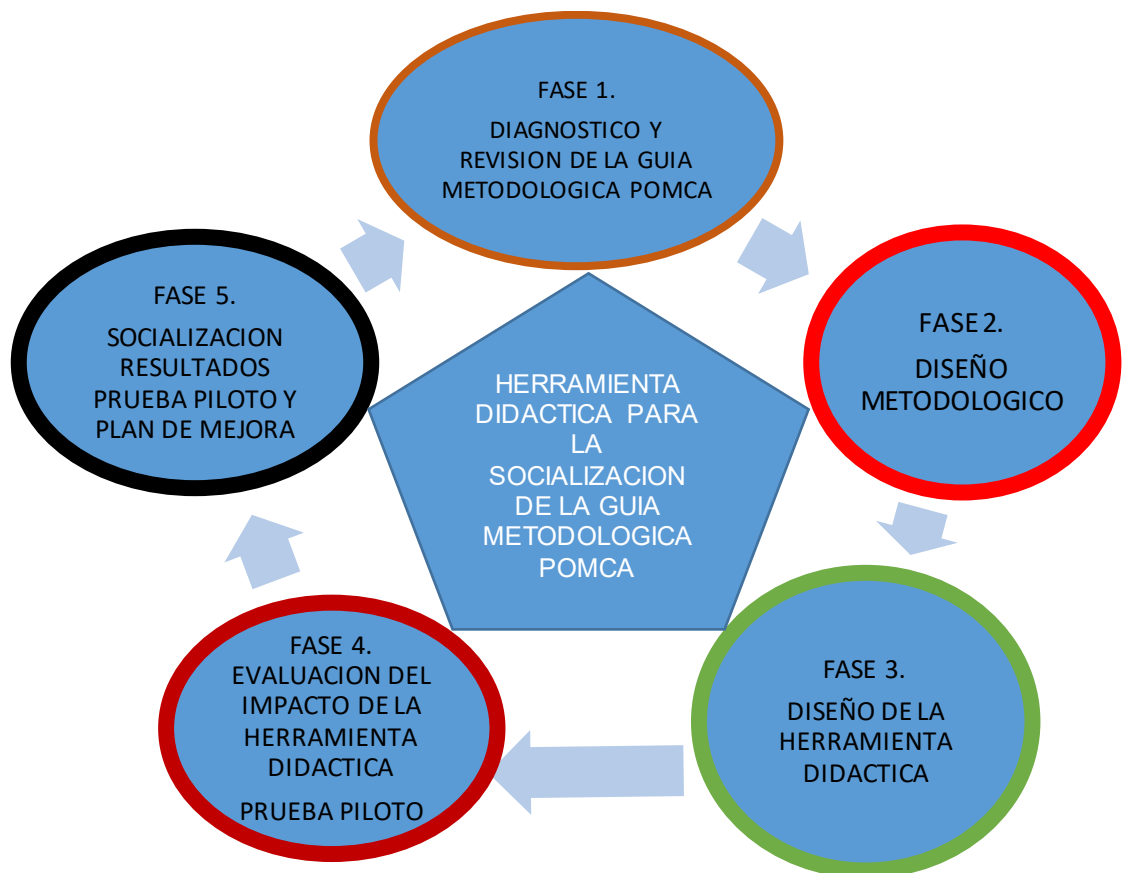 FASE 1.
DIAGNOSTICO Y
REVISION DE LA GUIA
METODOLOGICA POMCA
FASE 2.
DISEÑO
METODOLOGICO
FASE 3.
DISEÑO DE LA
HERRAMIENTA
DIDACTICA
FASE 4.
EVALUACION DEL
IMPACTO DE LA
HERRAMIENTA
DIDACTICA
PRUEBA PILOTO
FASE 5.
SOCIALIZACION
RESULTADOS
PRUEBA PILOTO Y
PLAN DE MEJORA
HERRAMIENTA
DIDACTICA PARA
LA
SOCIALIZACION
DE LA GUIA
METODOLOGICA
POMCA